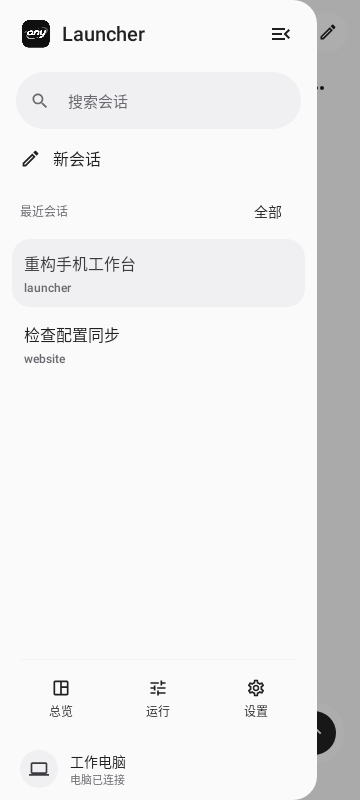 any
Launcher
搜索会话
新会话
最近会话
全部
重构手机工作台
launcher
检查配置同步
website
总览
运行
设置
工作电脑
电脑已连接